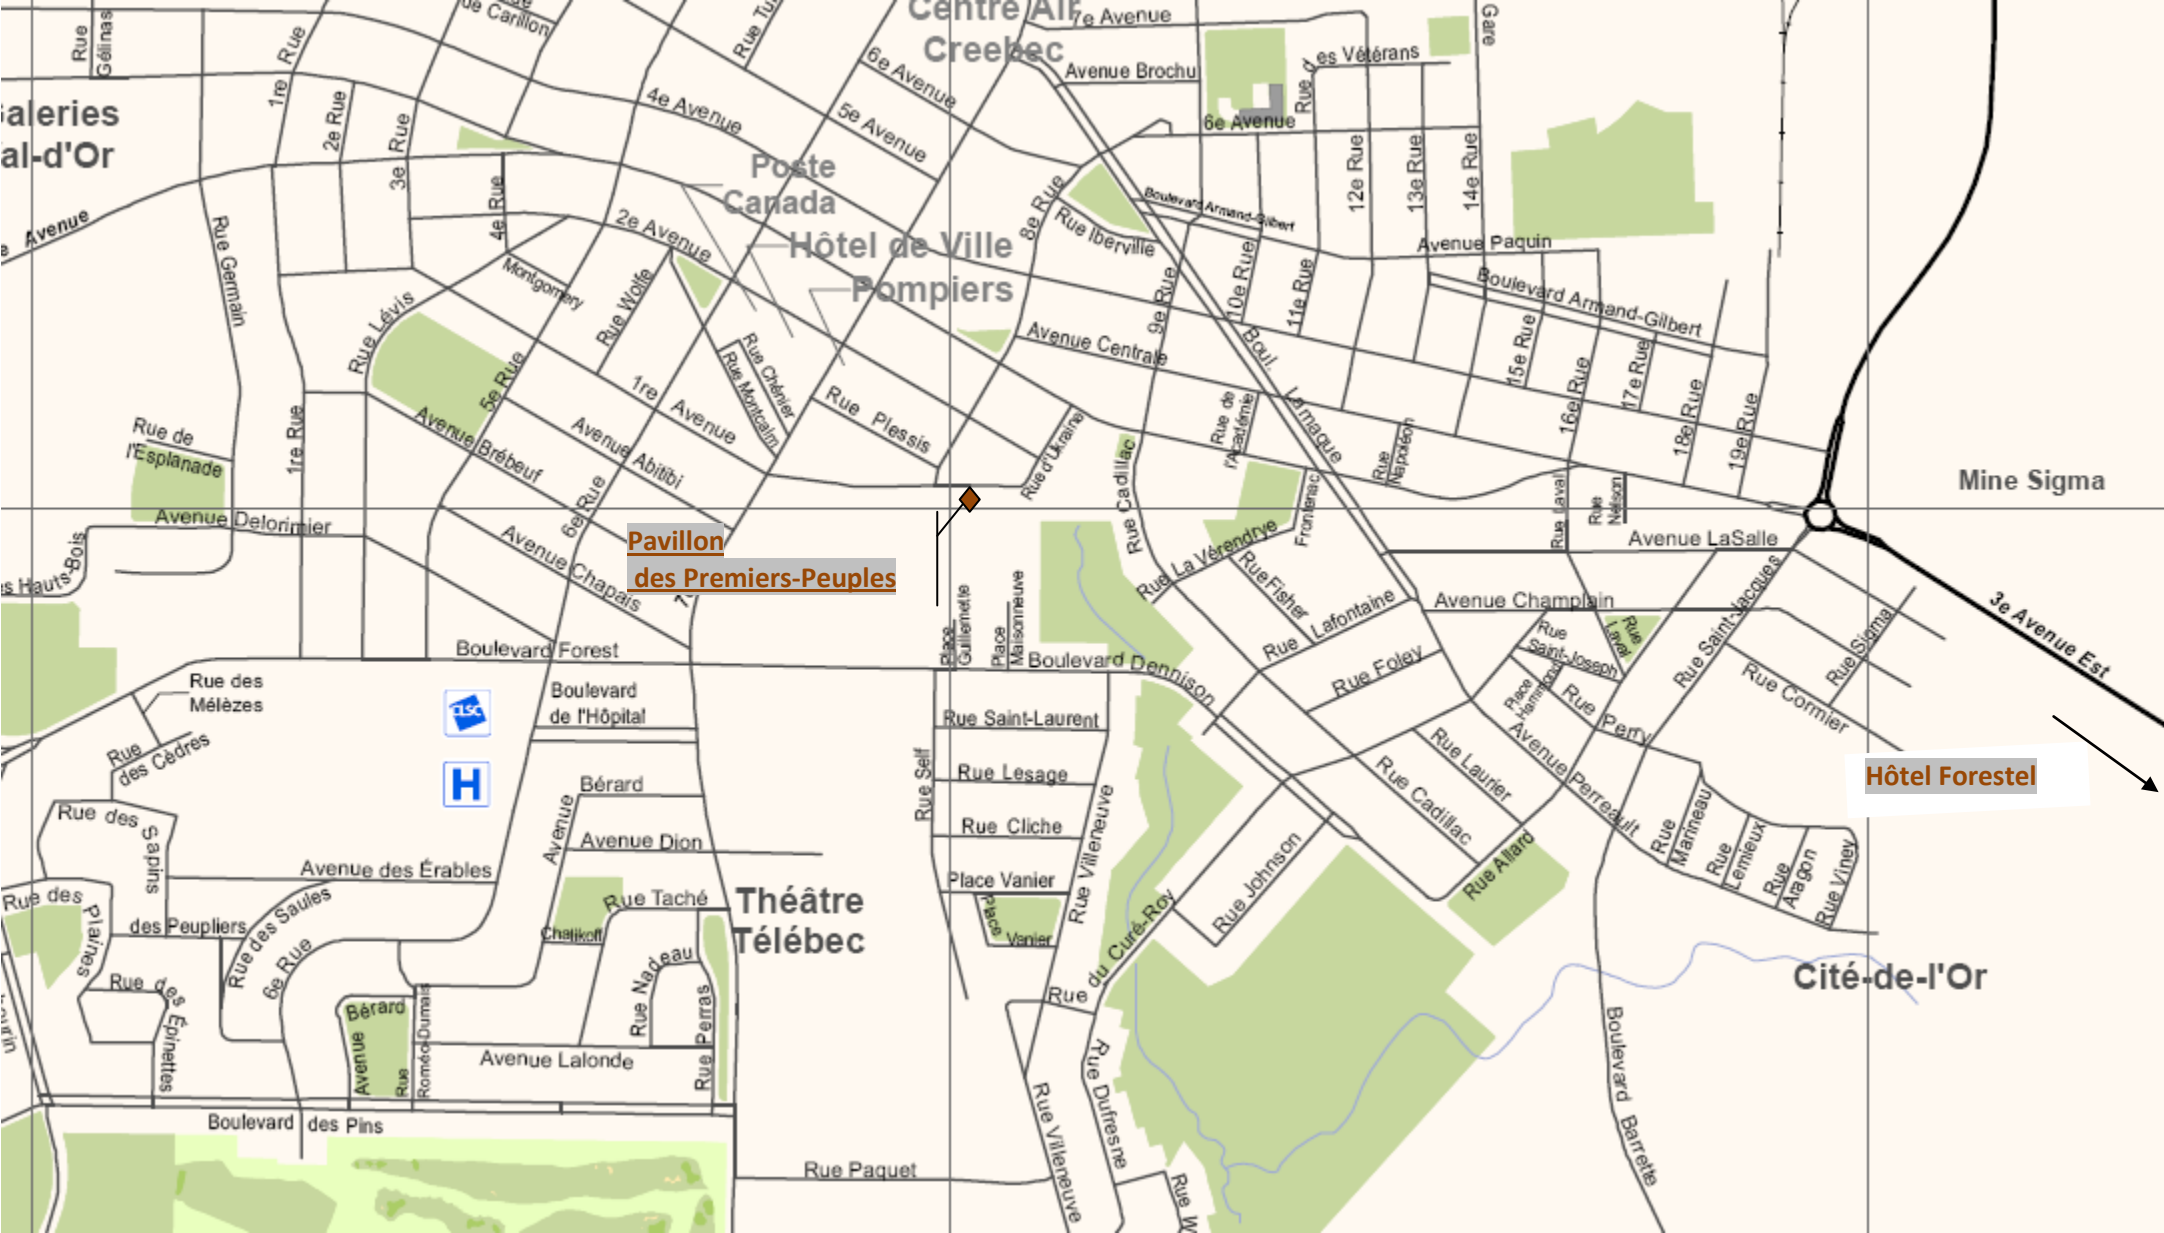 Centre Air
Creebec
7e Avenue
Gare
Rue
Gélinas
1re
Rue
de Carillon
6e Avenue
Avenue Brochu
Rue d
es Vétérans
aleries
al-d'Or
2e Rue
3e
Rue
4e Avenue
5e Avenue
6e Avenue
12e Rue
13e Rue
14e Rue
Poste
Canada
4e Rue
2e Avenue
8e Rue
Rue Iberville
Boulevard Armand-Gilbert
Avenue
Rue Germain
Hôtel de Ville
Pompiers
Avenue Paquin
Boulevard Armand-Gilbert
Montgomery
Rue Wolfe
9e Rue
10e Rue
11e Rue
Rue Lévis
Rue Chénier
Rue Montcalm
Avenue Centrale
Boul.
Lamaque
15e Rue
16e Rue
17e Rue
18e Rue
19e Rue
5e Rue
1re
Avenue
Rue Plessis
Rue d'Ukraine
Rue de
l'Académie
Rue
Napoléon
Rue de
l'Esplanade
1re Rue
Avenue Brébeuf
Avenue Abitibi
Rue Cadillac
Frontenac
Rue Laval
Rue
Nelson
Mine Sigma
Avenue Delorimier
6e Rue
Pavillon
des Premiers-Peuples
Avenue Chapais
Rue La Vérendrye
Avenue LaSalle
s Hauts-Bois
Place
Guillemette
Place
Maisonneuve
Rue Fisher
Rue
Lafontaine
Avenue Champlain
Rue
Laval
Rue Saint-Jacques
Rue Sigma
3e Avenue Est
Boulevard Forest
Boulevard Dennison
Rue Foley
Rue
Saint-Joseph
Place
Hammond
Rue
Perry
Rue Cormier
Rue des
Mélèzes
CLSC
Boulevard
de l'Hôpital
Rue Saint-Laurent
Rue
des Cèdres
H
Rue Self
Rue Lesage
Avenue Perreault
Rue Laurier
Rue Cadillac
Hôtel Forestel
Bérard
Avenue
Rue des
Sapins
Avenue Dion
Rue Cliche
Rue Villeneuve
Rue Johnson
Rue Allard
Rue
Marineau
Rue
Lemieux
Rue
Aragon
Rue Viney
Avenue des Érables
Place Vanier
Rue des
Plaines
des Peupliers
Rue des Saules
Rue Taché
Chalikoff
Théâtre
Télébec
Place
Vanier
Rue
du Curé-Roy
6e Rue
Rue Nadeau
Rue Perras
Cité-de-l'Or
Rue des
Épinettes
Bérard
Avenue
Rue
Roméo-Dumais
Avenue Lalonde
Rue Dufresne
Boulevard
Barrette
Boulevard
des Pins
Rue Villeneuve
Rue Paquet
Rue W